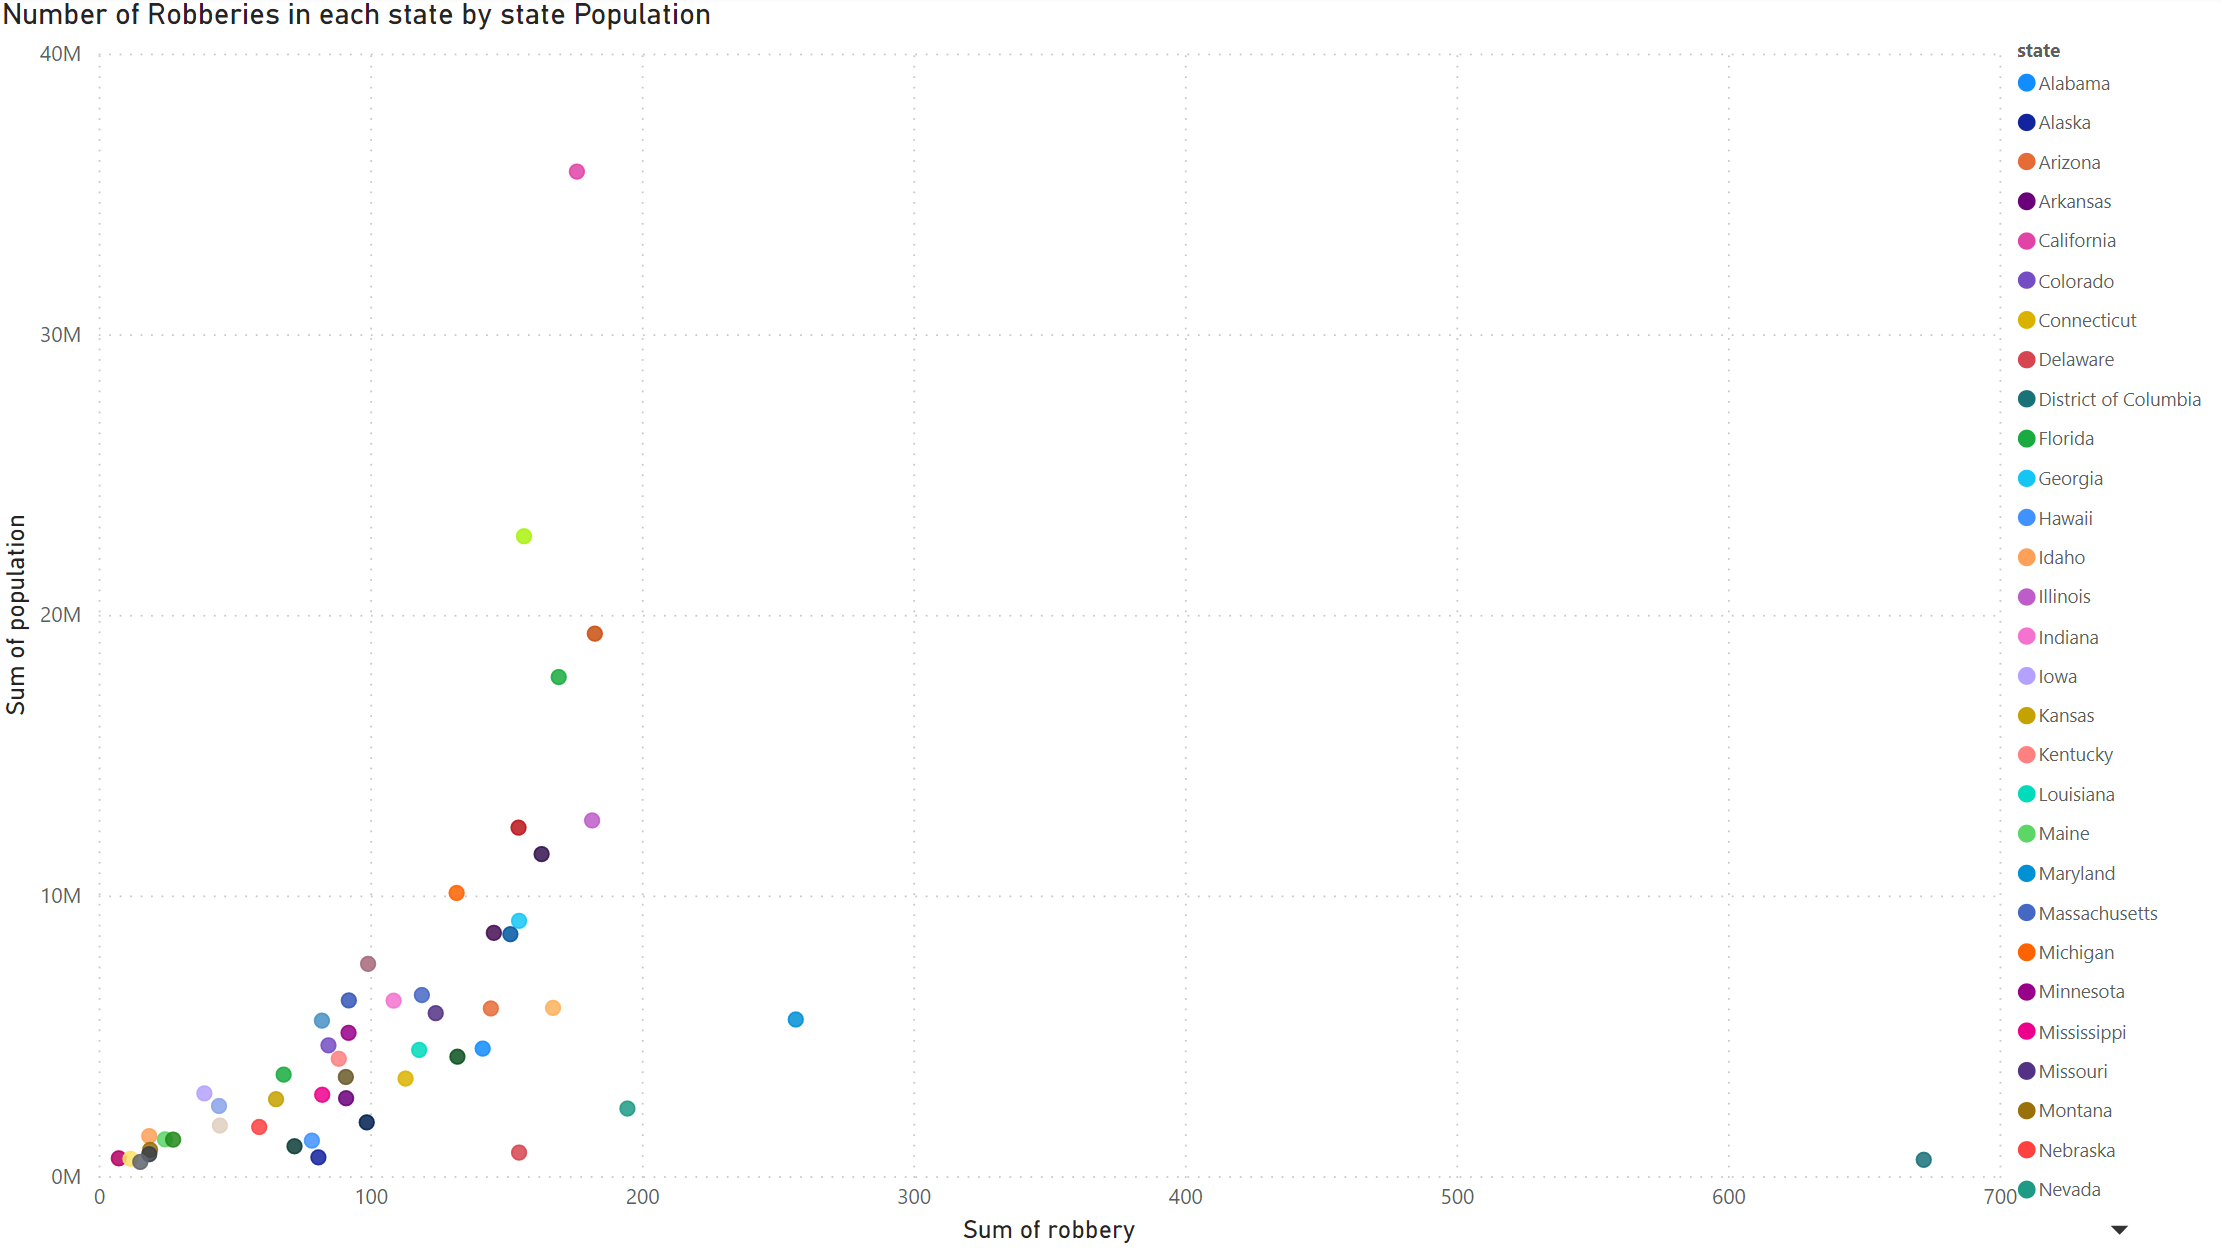 Number of Robberies in each state by state Population
40M
30M
20M
10M
0M
Sum of population
0
100
200
300
400
500
600
700
Sum of robbery
state
Alabama
Alaska
Arizona
Arkansas
California
Colorado
Connecticut
Delaware
District of Columbia
Florida
Georgia
Hawaii
Idaho
Illinois
Indiana
Iowa
Kansas
Kentucky
Louisiana
Maine
Maryland
Massachusetts
Michigan
Minnesota
Mississippi
Missouri
Montana
Nebraska
Nevada